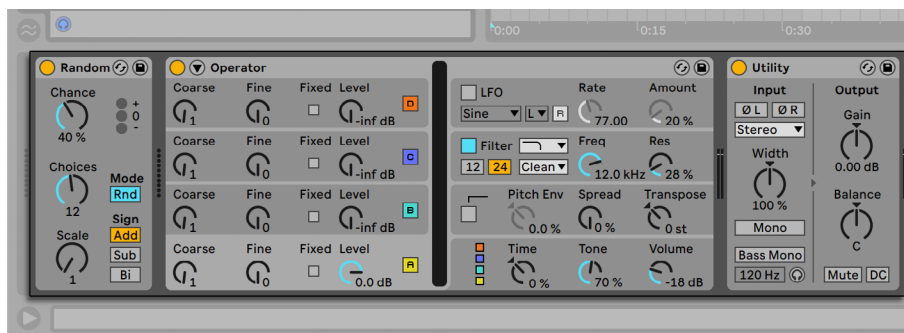 0:00
0:15
0:30
Random
Chance
40 %
+
0
-
Choices
12
Mode
Rnd
Scale
1
Sign
Add
Sub
Bi
Operator
Coarse Fine Fixed Level
1 0 -inf dB D
Coarse Fine Fixed Level
1 0 -inf dB C
Coarse Fine Fixed Level
1 0 -inf dB B
Coarse Fine Fixed Level
1 0 0.0 dB A
LFO Rate Amount
Sine L R 77.00 20 %
Filter Freq Res
12 24 Clean 12.0 kHz 28 %
Pitch Env Spread Transpose
0.0 % 0 % 0 st
Time Tone Volume
0 % 70 % -18 dB
Utility
Input
Ø L Ø R
Stereo
Width
100 %
Mono
Bass Mono
120 Hz
Output
Gain
0.00 dB
Balance
C
Mute DC